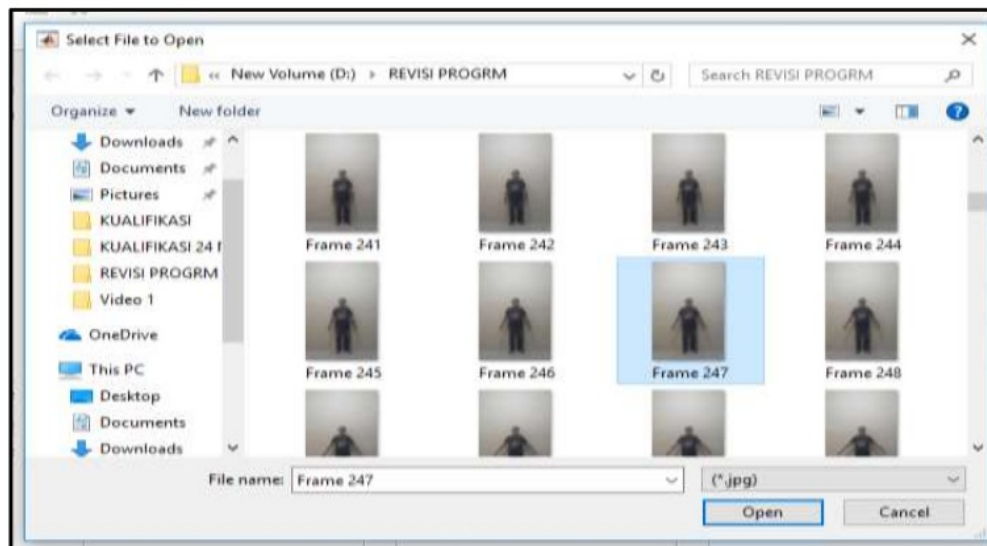 Select File to Open
« New Volume (D:) › REVISI PROGRM
Search REVISI PROGRM
Organize
New folder
Downloads
Documents
Pictures
KUALIFIKASI
KUALIFIKASI 24
REVISI PROGRM
Video 1
OneDrive
This PC
Desktop
Documents
Downloads
Frame 241 Frame 242 Frame 243 Frame 244
Frame 245 Frame 246 Frame 247 Frame 248
File name: Frame 247
(*.jpg)
Open Cancel